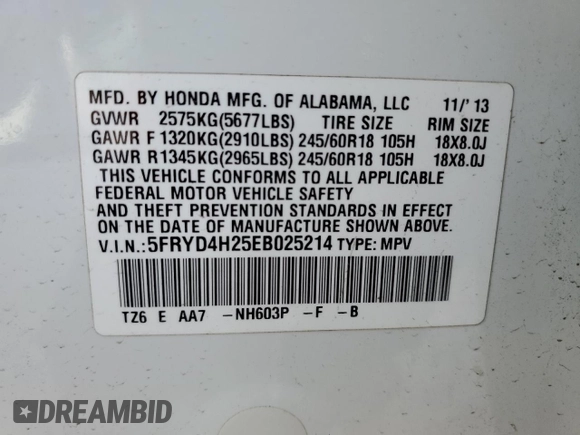 MFD. BY HONDA MFG. OF ALABAMA, LLC 11/'13
GVWR 2575KG(5677LBS) TIRE SIZE RIM SIZE
GAWR F 1320KG(2910LBS) 245/60R18 105H 18X8.0J
GAWR R1345KG(2965LBS) 245/60R18 105H 18X8.0J
THIS VEHICLE CONFORMS TO ALL APPLICABLE
FEDERAL MOTOR VEHICLE SAFETY
AND THEFT PREVENTION STANDARDS IN EFFECT
ON THE DATE OF MANUFACTURE SHOWN ABOVE.
V.I.N.:5FRYD4H25EB025214 TYPE: MPV
TZ6 E AA7 -NH603P -F -B
DREAMBID